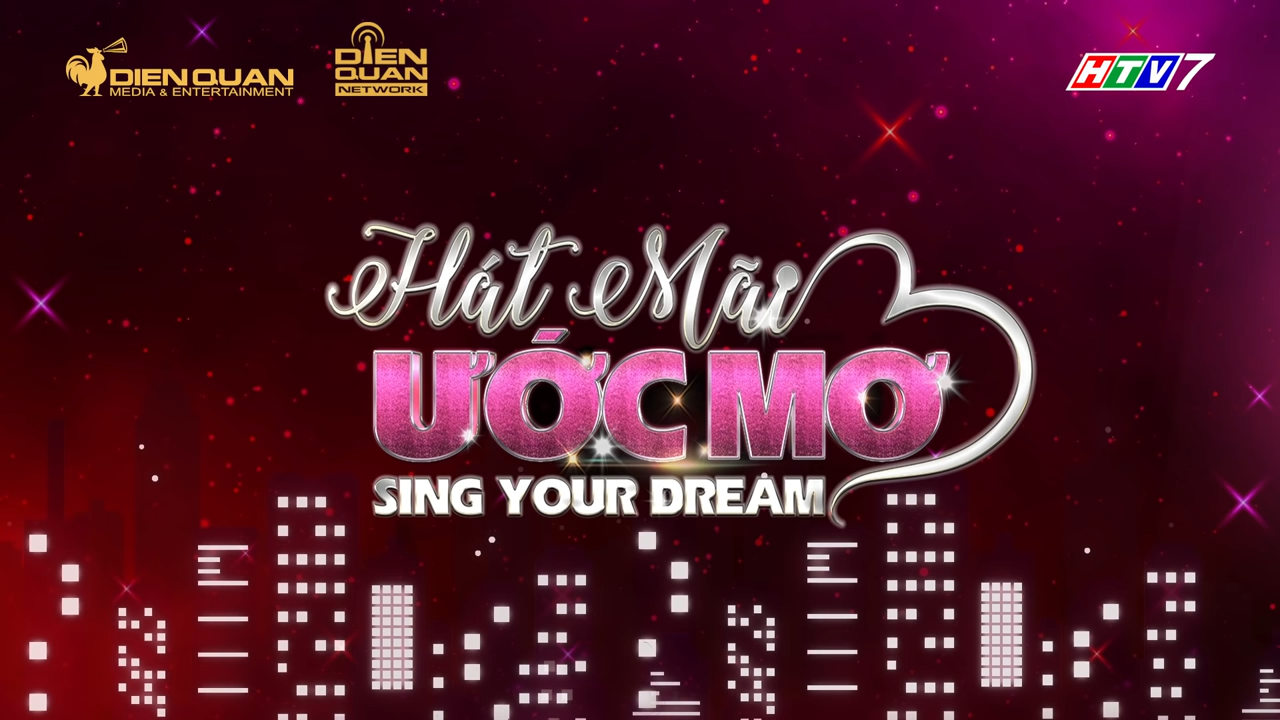 DIEN QUAN
MEDIA & ENTERTAINMENT
DIEN
QUAN
NETWORK
HTV7
Hát Mãi
ƯỚC MƠ
SING YOUR DREAM